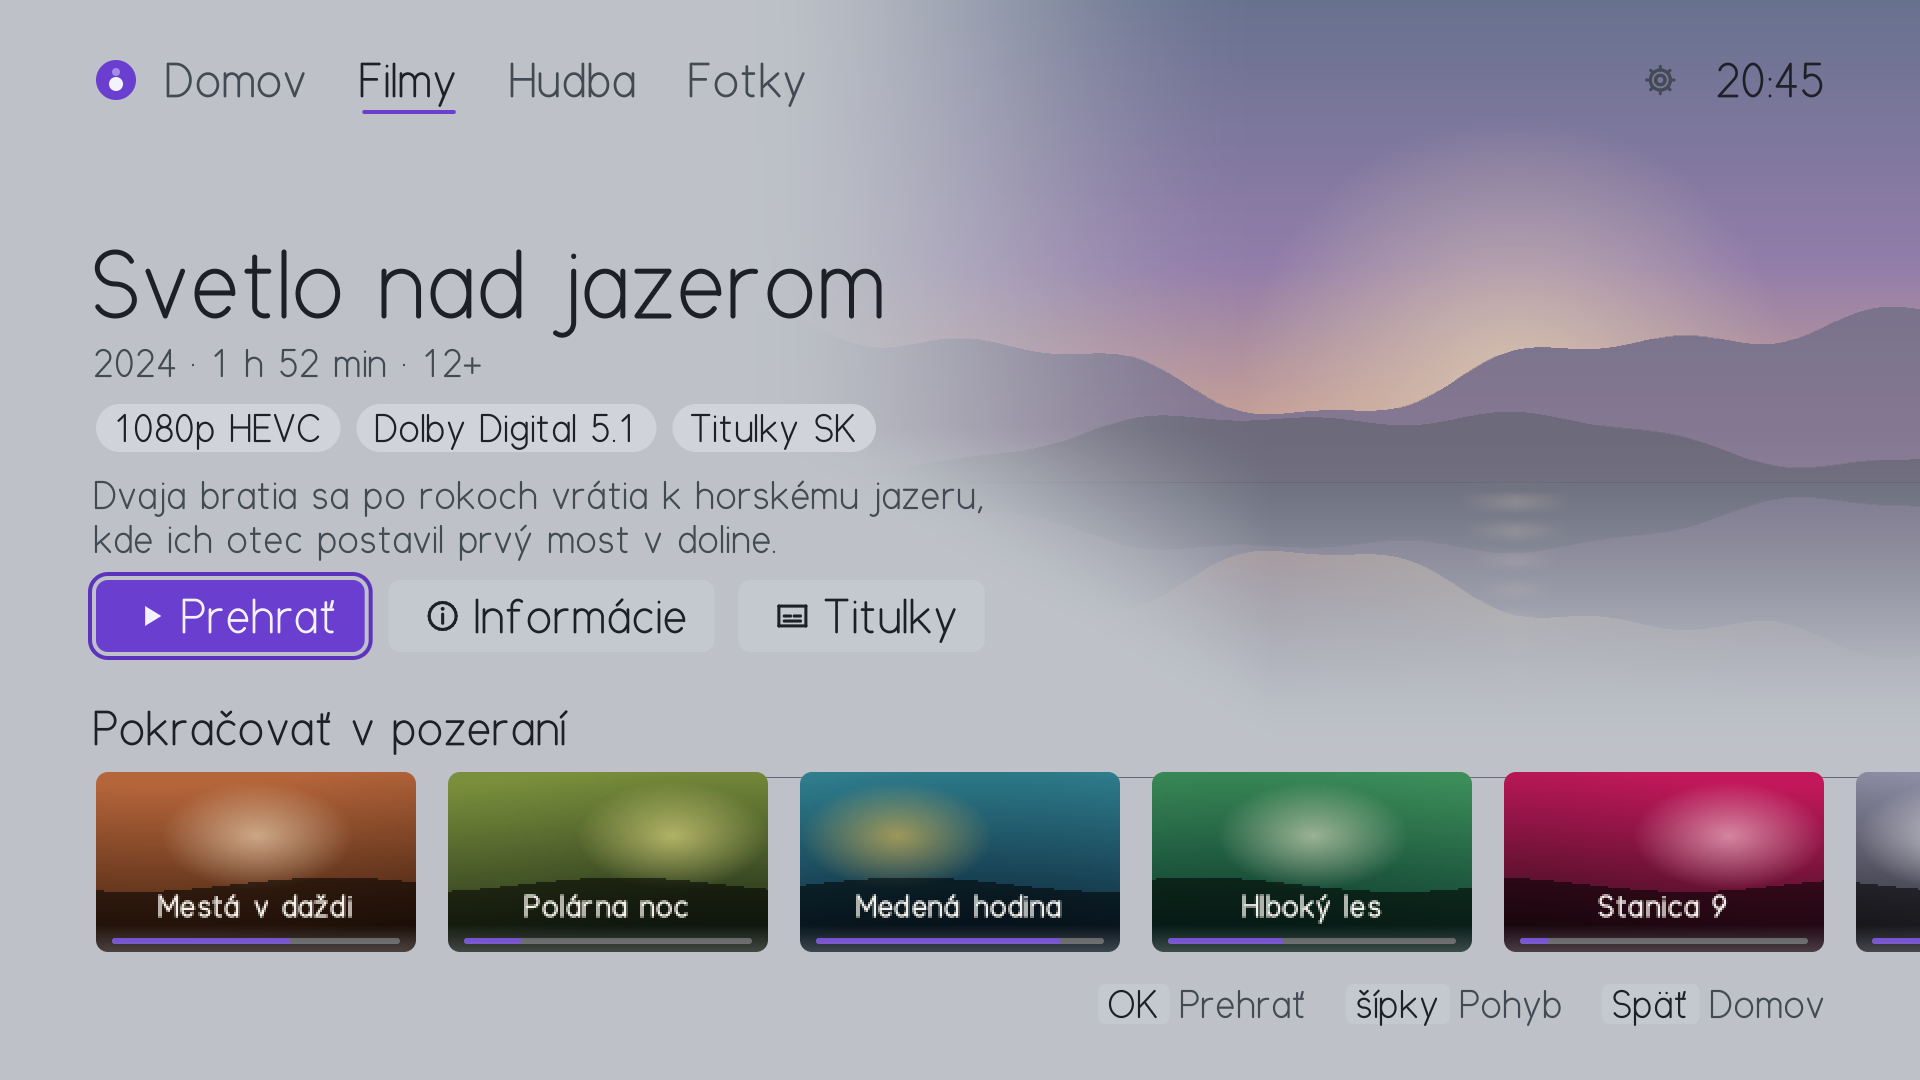 Domov Filmy Hudba Fotky 20:45
Svetlo nad jazerom
2024 · 1 h 52 min · 12+
1080p HEVC Dolby Digital 5.1 Titulky SK
Dvaja bratia sa po rokoch vrátia k horskému jazeru,
kde ich otec postavil prvý most v doline.
Prehrať Informácie Titulky
Pokračovať v pozeraní
Mestá v daždi Polárna noc Medená hodina Hlboký les Stanica 9
OK Prehrať šípky Pohyb Späť Domov